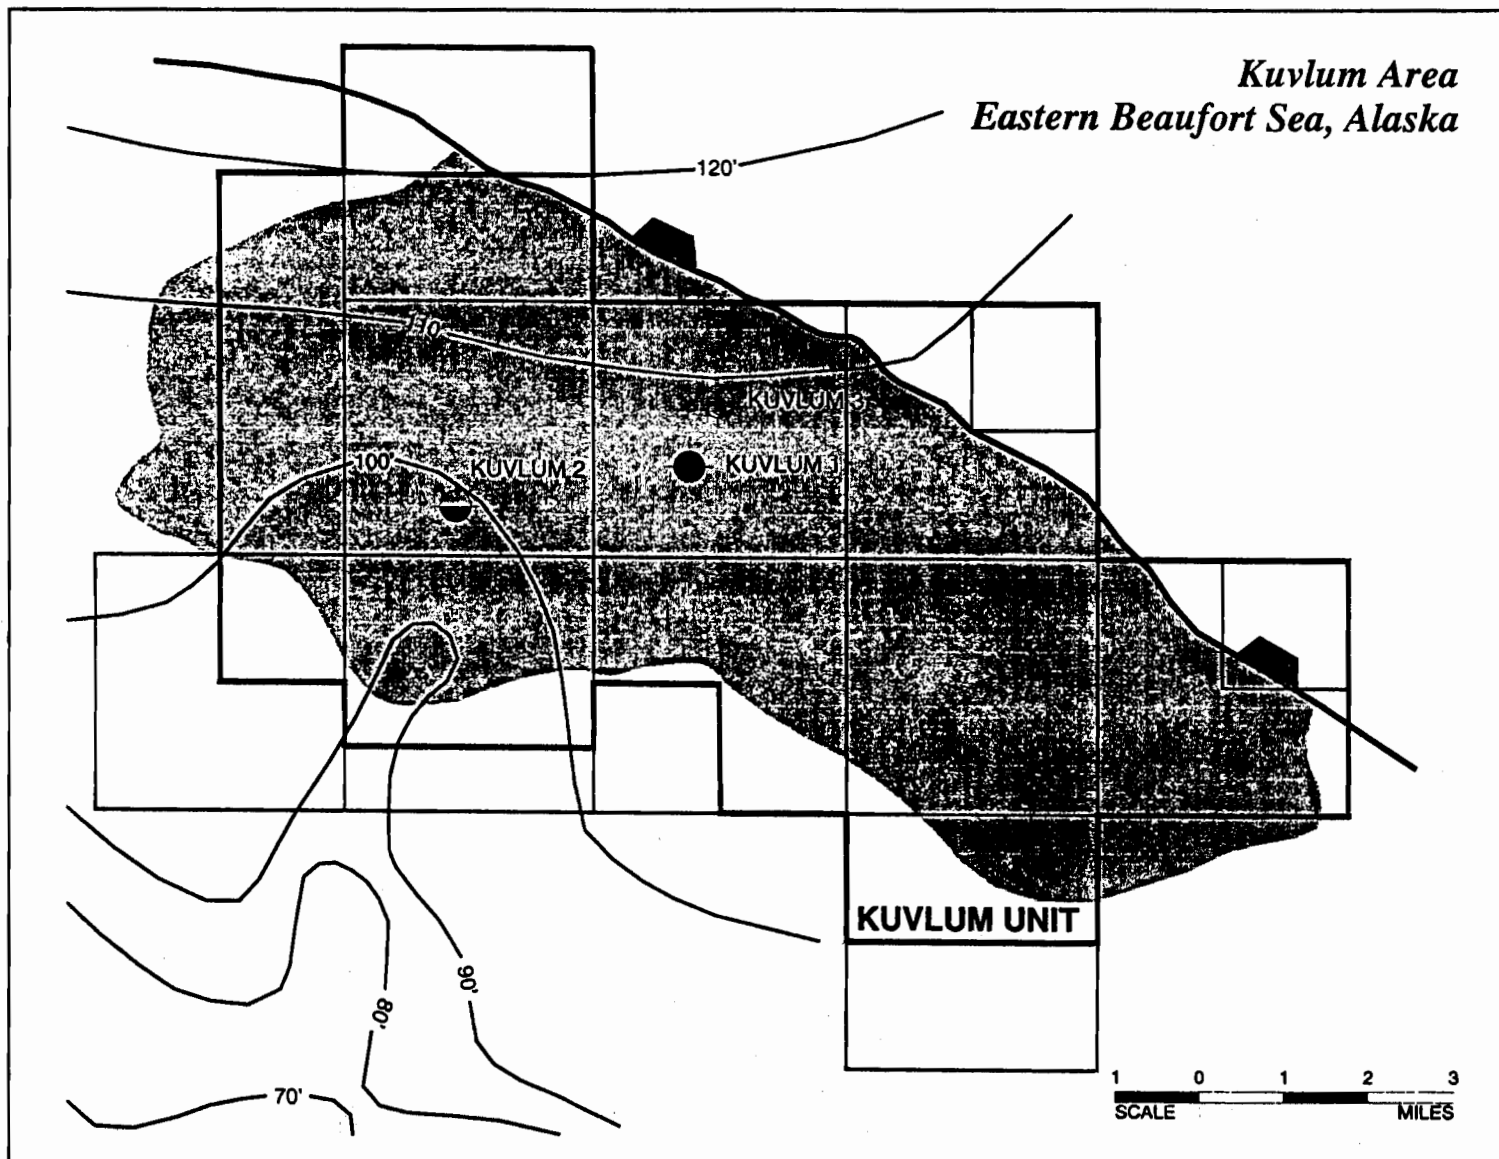 Kuvlum Area
Eastern Beaufort Sea, Alaska
120'
110'
KUVLUM 3
100'
KUVLUM 2
KUVLUM 1
KUVLUM UNIT
90'
80'
70'
1 0 1 2 3
SCALE MILES